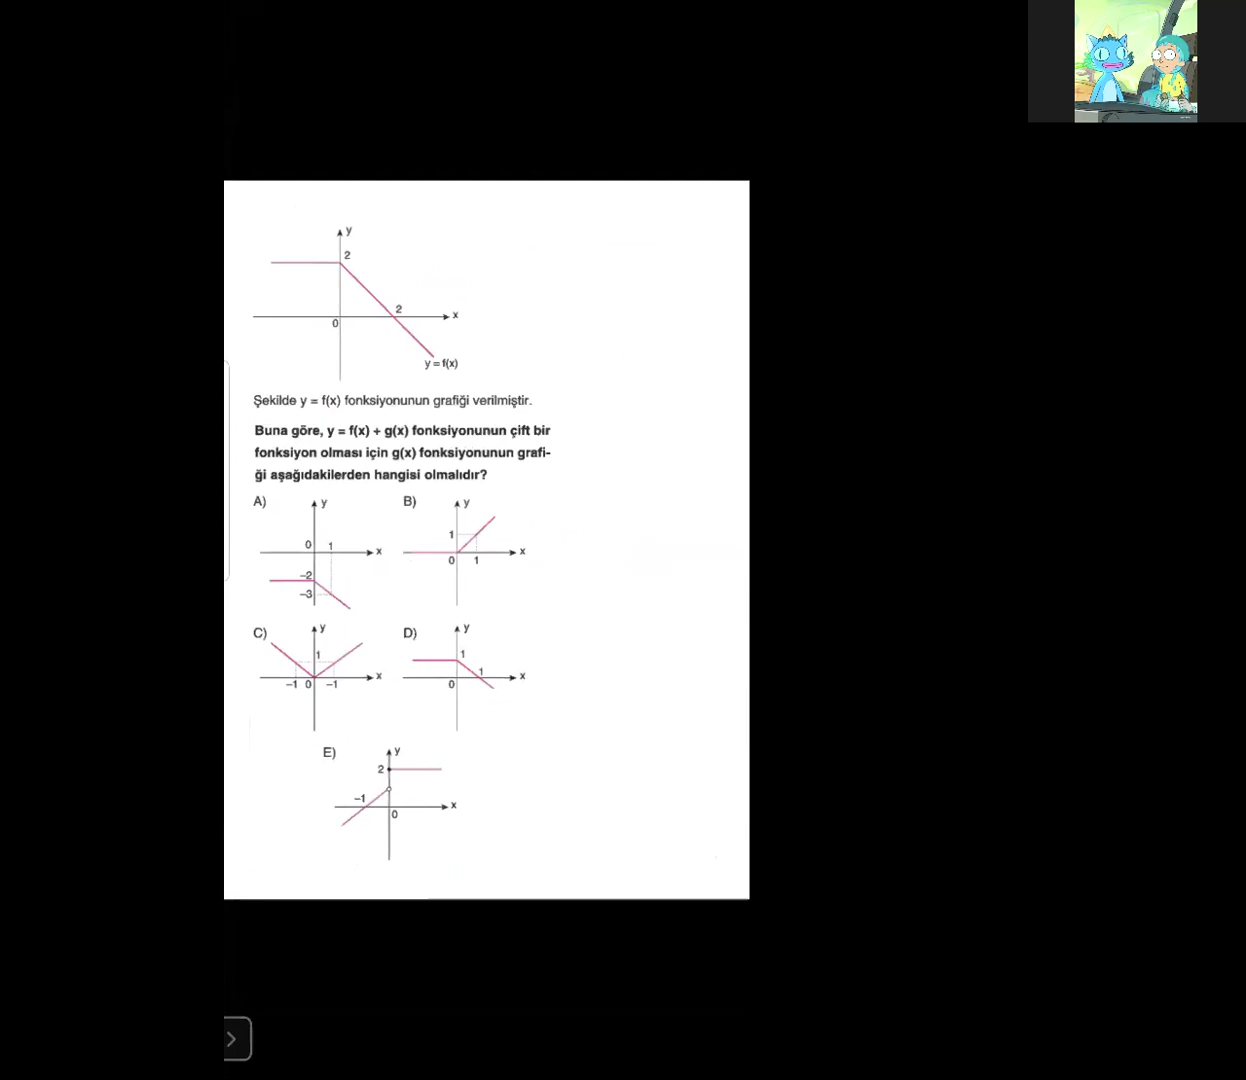 y
2
2
x
0
y = f(x)
Şekilde y = f(x) fonksiyonunun grafiği verilmiştir.
Buna göre, y = f(x) + g(x) fonksiyonunun çift bir
fonksiyon olması için g(x) fonksiyonunun grafi-
ği aşağıdakilerden hangisi olmalıdır?
A)
y
0
1
x
−2
−3
B)
y
1
x
0
1
C)
y
1
x
−1
0
−1
D)
y
1
1
x
0
E)
y
2
−1
x
0